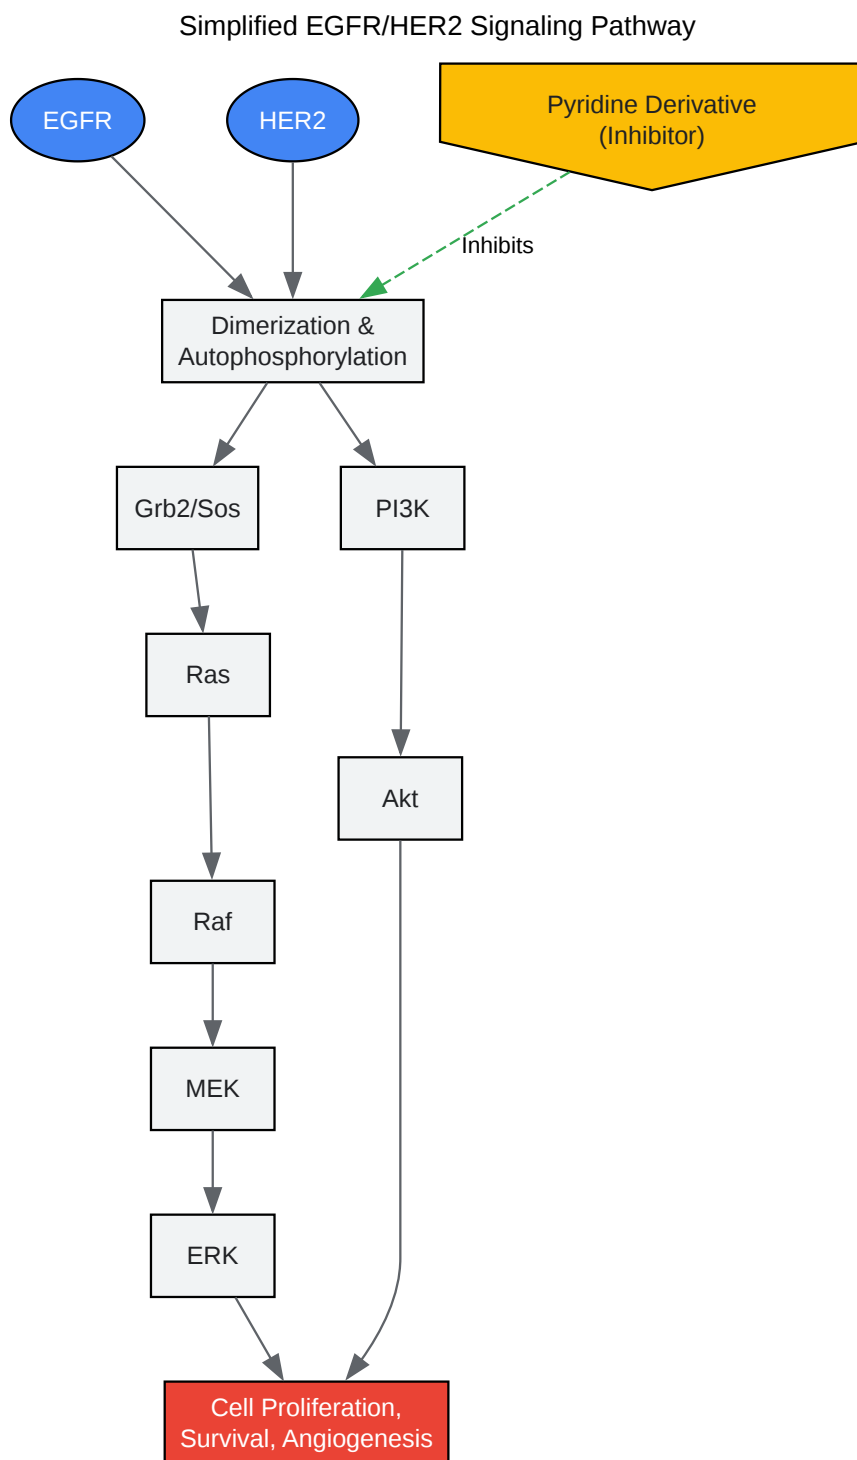 Simplified EGFR/HER2 Signaling Pathway
EGFR
HER2
Pyridine Derivative
(Inhibitor)
Inhibits
Dimerization &
Autophosphorylation
Grb2/Sos
PI3K
Ras
Akt
Raf
MEK
ERK
Cell Proliferation,
Survival, Angiogenesis